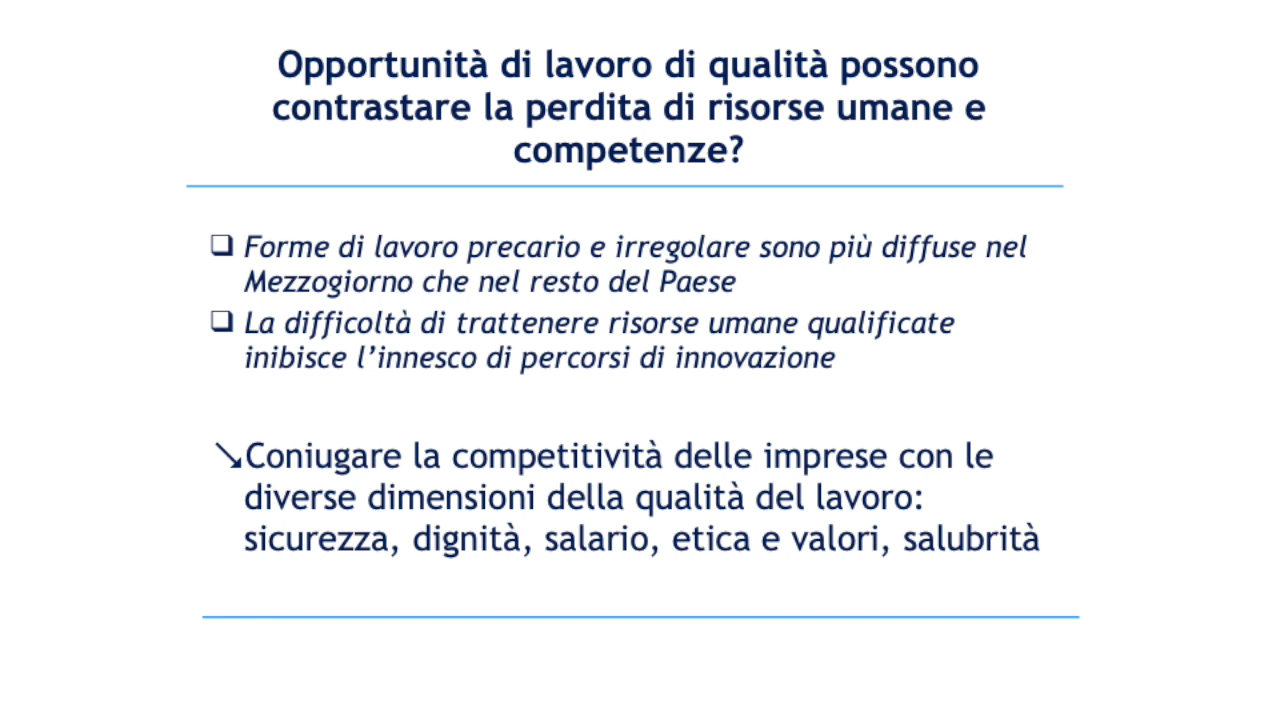 Opportunità di lavoro di qualità possono
contrastare la perdita di risorse umane e
competenze?
❑ Forme di lavoro precario e irregolare sono più diffuse nel
Mezzogiorno che nel resto del Paese
❑ La difficoltà di trattenere risorse umane qualificate
inibisce l’innesco di percorsi di innovazione
↘Coniugare la competitività delle imprese con le
diverse dimensioni della qualità del lavoro:
sicurezza, dignità, salario, etica e valori, salubrità